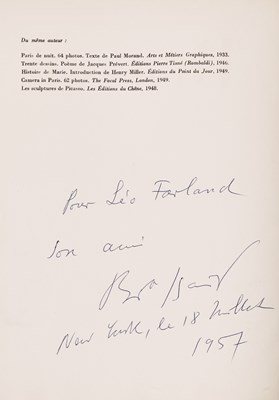 Du même auteur :
Paris de nuit. 64 photos. Texte de Paul Morand. Arts et Métiers Graphiques, 1933.
Trente dessins. Poème de Jacques Prévert. Éditions Pierre Tisné (Rombaldi), 1946.
Histoire de Marie. Introduction de Henry Miller. Éditions du Point du Jour, 1949.
Camera in Paris. 62 photos. The Focal Press, London, 1949.
Les sculptures de Picasso. Les Éditions du Chêne, 1948.
Pour Léo Farland
Son ami
Brassaï
New York, le 18 Juillet
1957